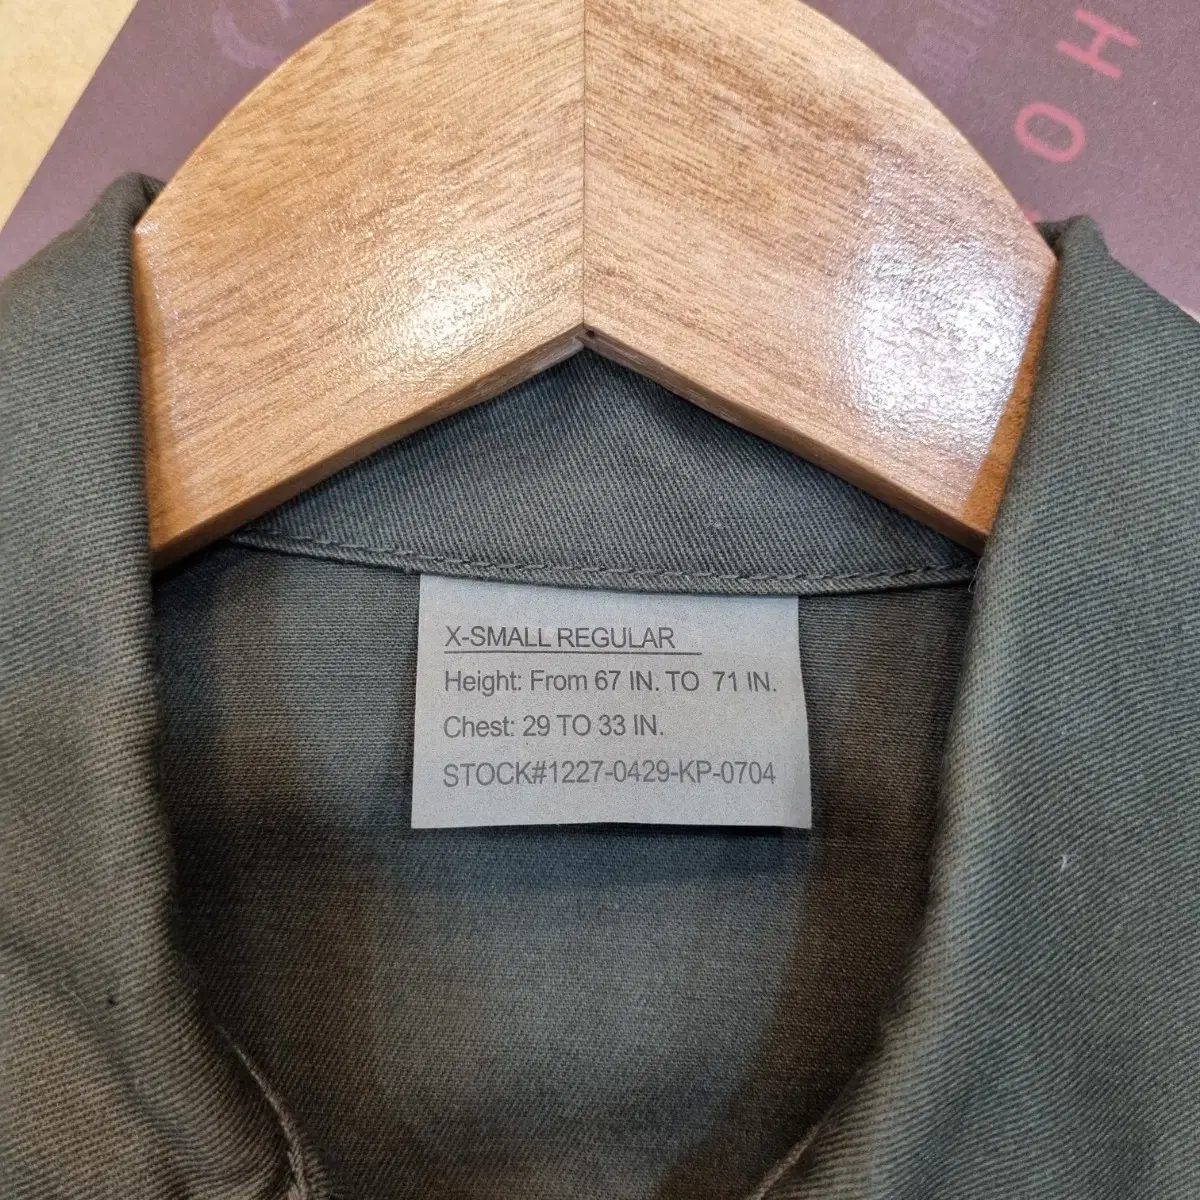 H
O
X-SMALL REGULAR
Height: From 67 IN. TO 71 IN.
Chest: 29 TO 33 IN.
STOCK#1227-0429-KP-0704